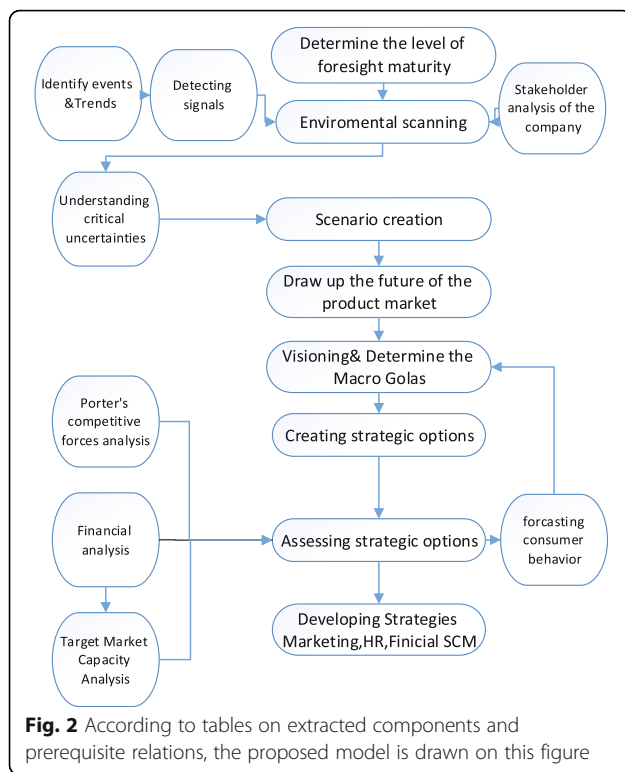 Determine the level of
foresight maturity
Identify events
&Trends
Detecting
signals
Enviromental scanning
Stakeholder
analysis of the
company
Understanding
critical
uncertainties
Scenario creation
Draw up the future of the
product market
Visioning& Determine the
Macro Golas
Porter's
competitive
forces analysis
Creating strategic options
Financial
analysis
Assessing strategic options
forcasting
consumer
behavior
Target Market
Capacity
Analysis
Developing Strategies
Marketing,HR,Finicial SCM
Fig. 2 According to tables on extracted components and
prerequisite relations, the proposed model is drawn on this figure